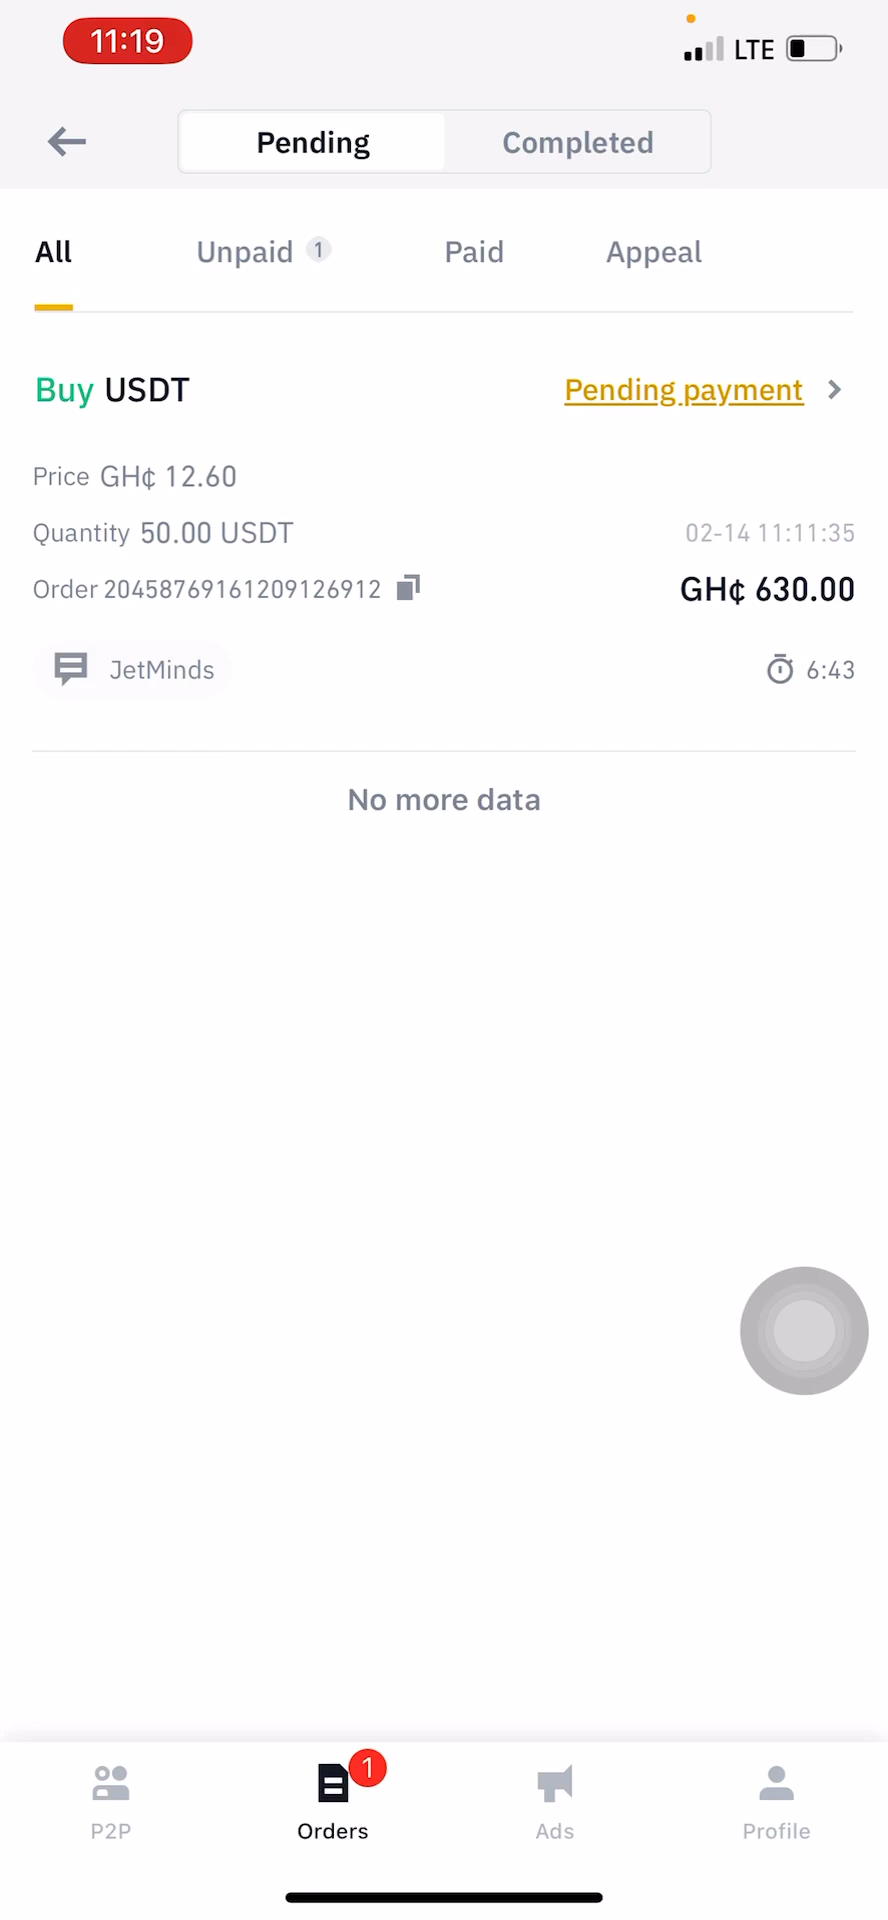 11:19
LTE
Pending
Completed
All
Unpaid 1
Paid
Appeal
Buy USDT
Pending payment
Price GH¢ 12.60
Quantity 50.00 USDT
02-14 11:11:35
Order 20458769161209126912
GH¢ 630.00
JetMinds
6:43
No more data
1
P2P
Orders
Ads
Profile